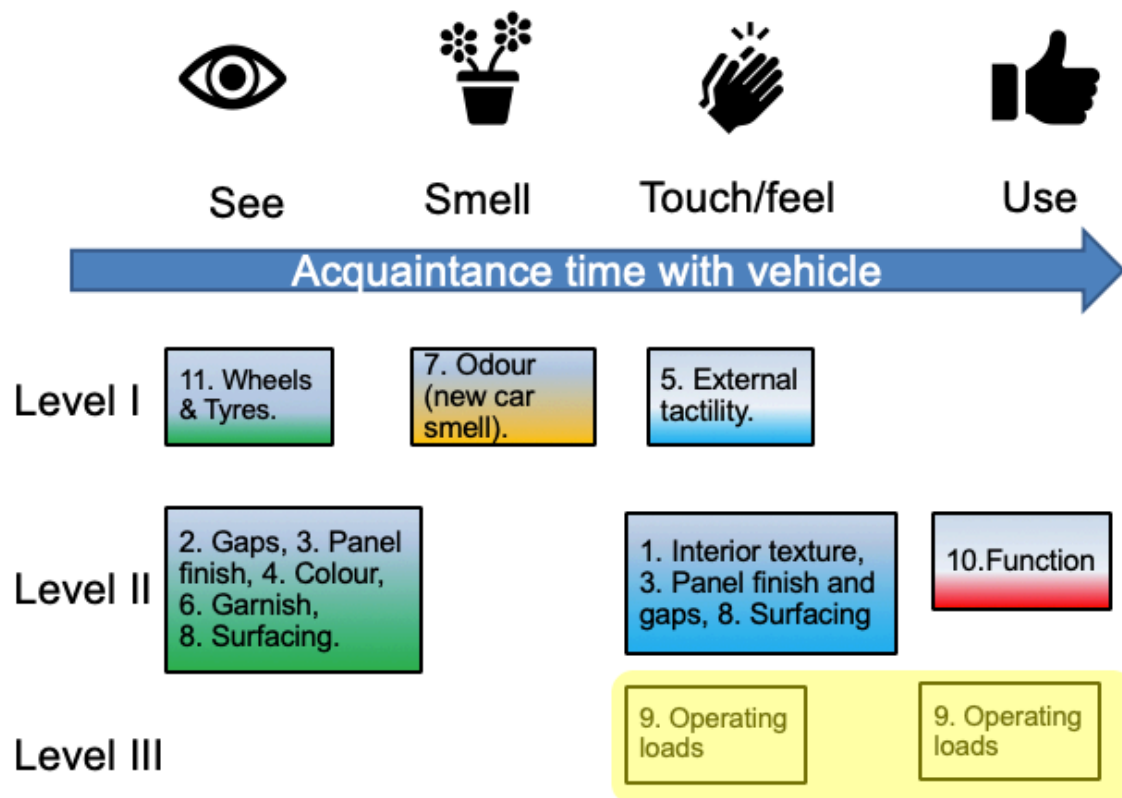 See
Smell
Touch/feel
Use
Acquaintance time with vehicle
Level I
11. Wheels
& Tyres.
7. Odour
(new car
smell).
5. External
tactility.
Level II
2. Gaps, 3. Panel
finish, 4. Colour,
6. Garnish,
8. Surfacing.
1. Interior texture,
3. Panel finish and
gaps, 8. Surfacing
10.Function
Level III
9. Operating
loads
9. Operating
loads